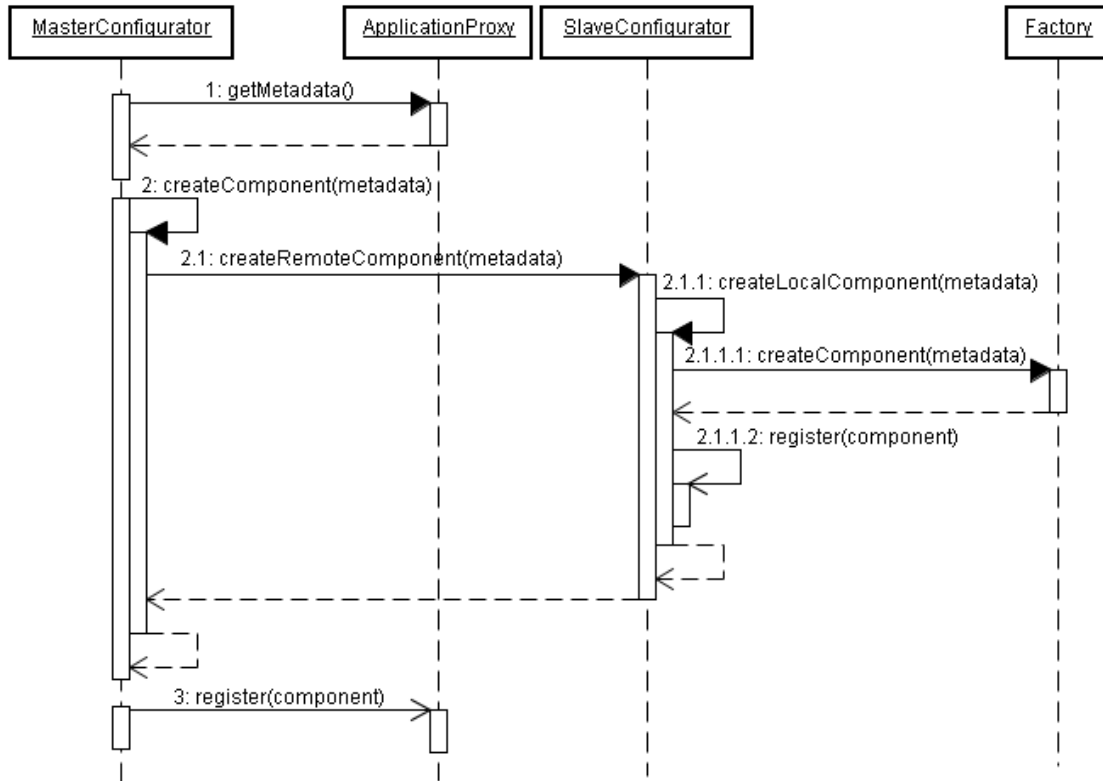 MasterConfigurator
ApplicationProxy
SlaveConfigurator
Factory
1: getMetadata()
2: createComponent(metadata)
2.1: createRemoteComponent(metadata)
2.1.1: createLocalComponent(metadata)
2.1.1.1: createComponent(metadata)
2.1.1.2: register(component)
3: register(component)